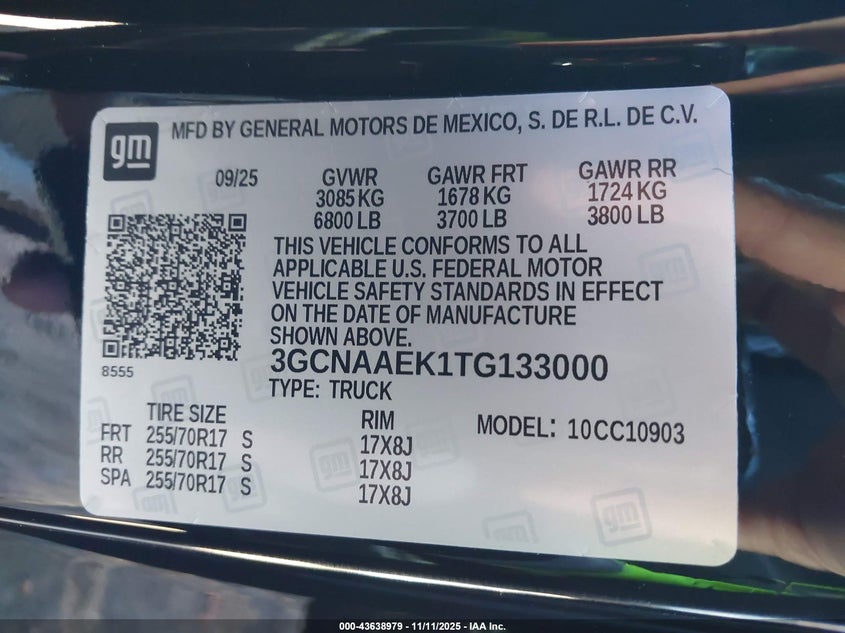 gm
MFD BY GENERAL MOTORS DE MEXICO, S. DE R.L. DE C.V.
09/25 GVWR GAWR FRT GAWR RR
3085 KG 1678 KG 1724 KG
6800 LB 3700 LB 3800 LB
THIS VEHICLE CONFORMS TO ALL
APPLICABLE U.S. FEDERAL MOTOR
VEHICLE SAFETY STANDARDS IN EFFECT
ON THE DATE OF MANUFACTURE
SHOWN ABOVE.
8555
3GCNAAEK1TG133000
TYPE: TRUCK
TIRE SIZE RIM MODEL: 10CC10903
FRT 255/70R17 S 17X8J
RR 255/70R17 S 17X8J
SPA 255/70R17 S 17X8J
gm
000-43638979 - 11/11/2025 - IAA Inc.